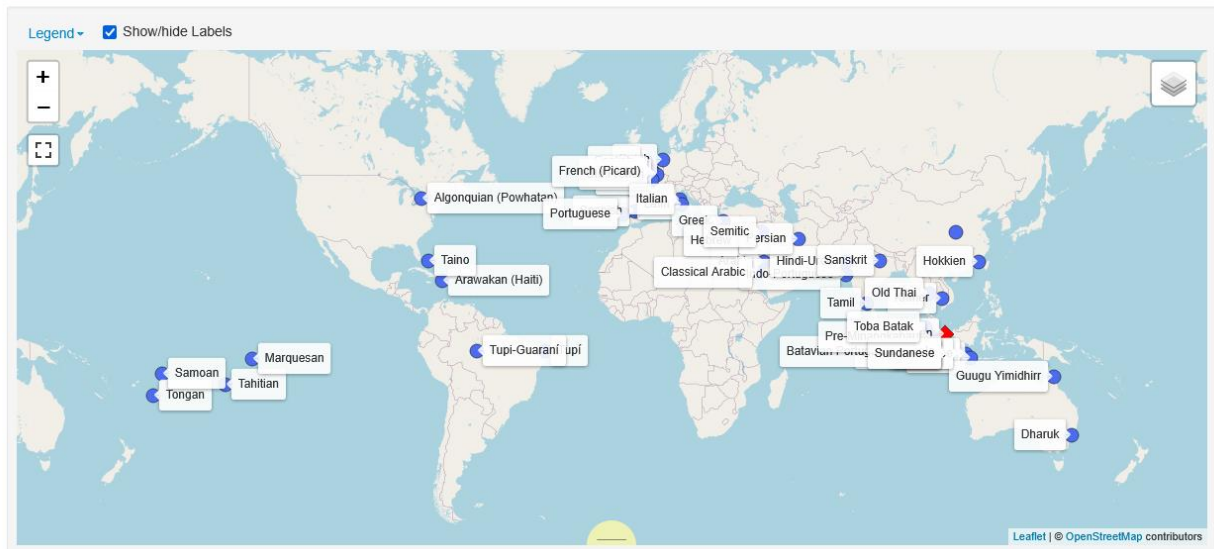 Legend Show/hide Labels
+
−
French (Picard)
Algonquian (Powhatan)
Italian
Portuguese
Semitic
Taino
Sanskrit
Hokkien
Arawakan (Haiti)
Classical Arabic
Old Thai
Tamil
Toba Batak
Tupi-Guaraní
Sundanese
Marquesan
Samoan
Guugu Yimidhirr
Tahitian
Tongan
Dharuk
Leaflet | © OpenStreetMap contributors